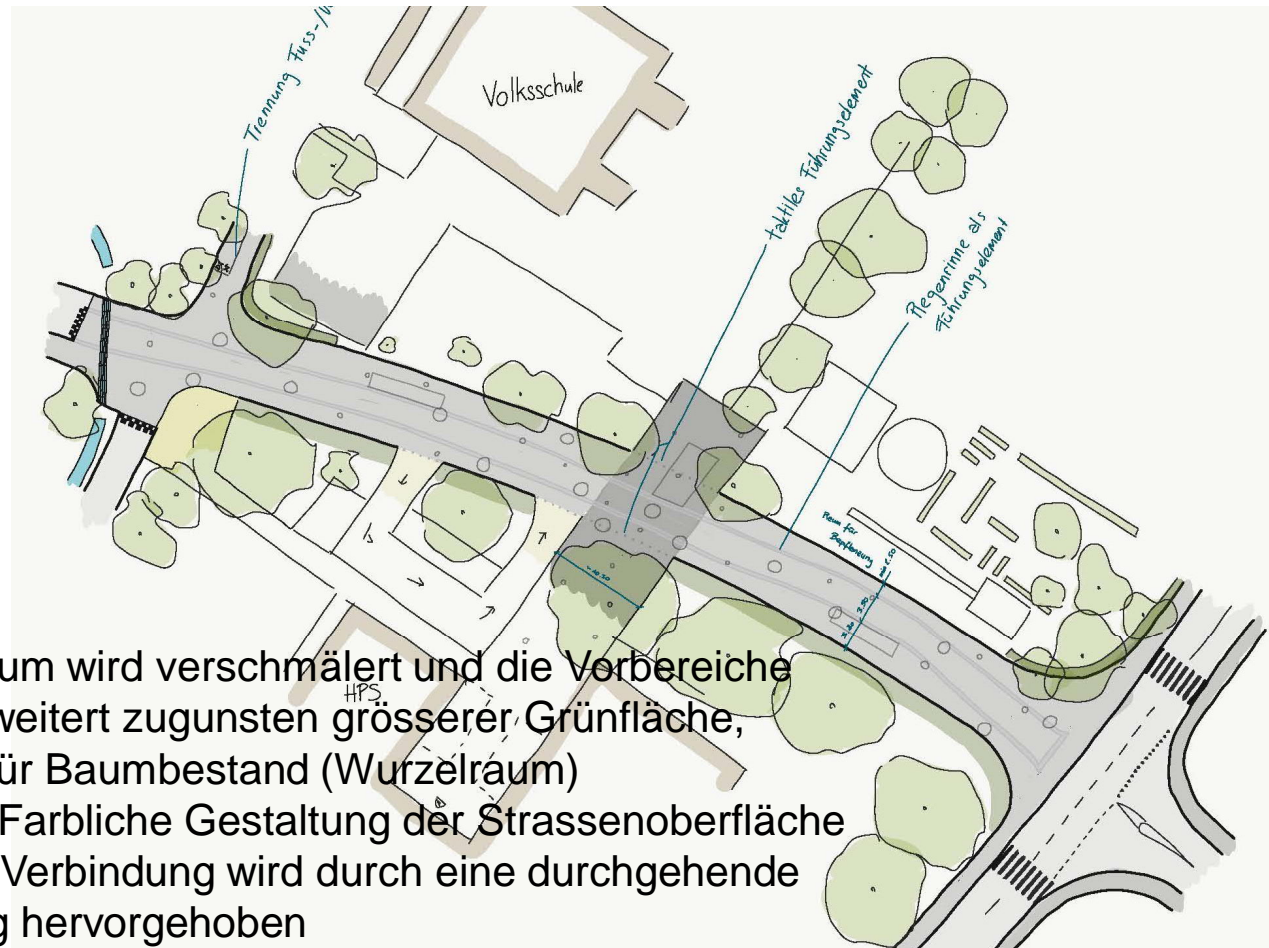 Trennung Fuss-/
Volksschule
taktiles Führungselement
Regenrinne als
Führungselement
Raum für
Bepflanzung
um wird verschmälert und die Vorbereiche
weitert zugunsten grösserer Grünfläche,
HPS
ür Baumbestand (Wurzelraum)
Farbliche Gestaltung der Strassenoberfläche
Verbindung wird durch eine durchgehende
g hervorgehoben